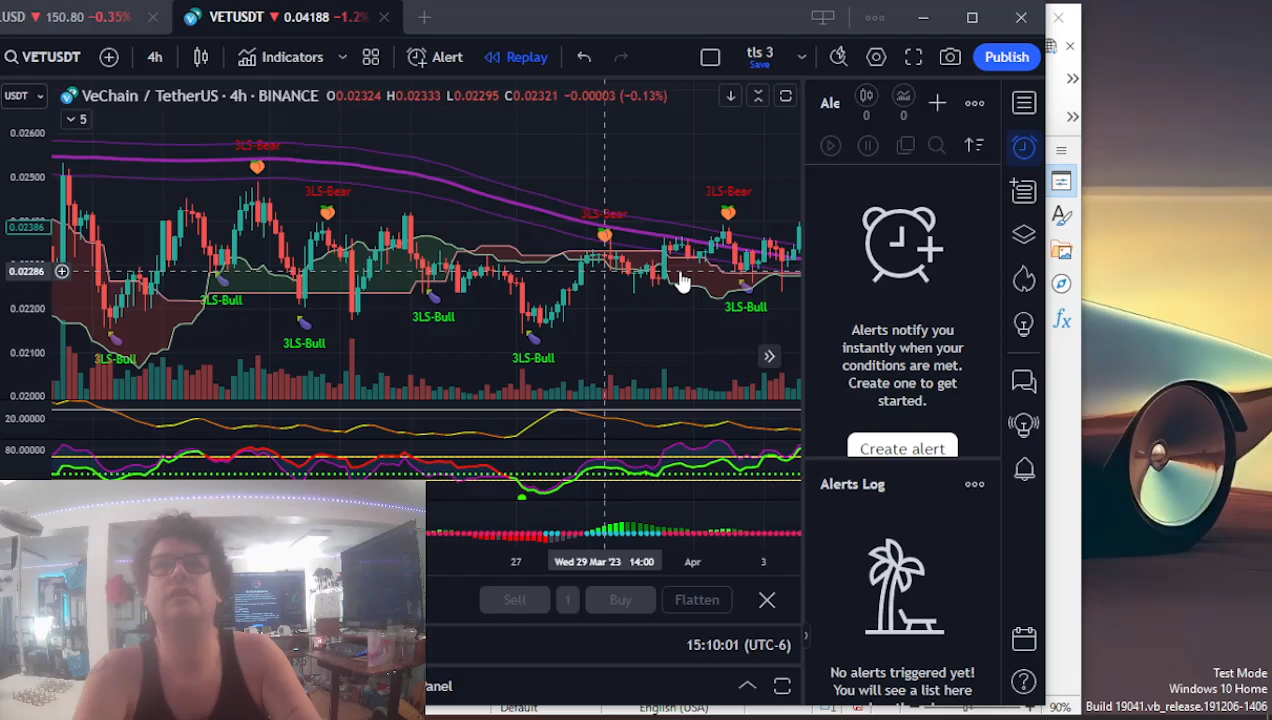 LUSD 150.80 -0.35%
VETUSDT 0.04188 -1.2%
VETUSDT
4h
Indicators
Alert
Replay
tls 3
Save
Publish
USDT
VeChain / TetherUS · 4h · BINANCE O0.02324 H0.02333 L0.02295 C0.02321 -0.00003 (-0.13%)
5
Ale
0
0
0.02600
0.02500
0.02386
0.02286
0.02200
0.02100
0.02000
20.00000
80.00000
3LS-Bear
3LS-Bear
3LS-Bear
3LS-Bear
3LS-Bull
3LS-Bull
3LS-Bull
3LS-Bull
3LS-Bull
3LS-Bull
27
Wed 29 Mar '23 14:00
Apr
3
Alerts notify you
instantly when your
conditions are met.
Create one to get
started.
Create alert
Alerts Log
No alerts triggered yet!
You will see a list here
Sell
1
Buy
Flatten
15:10:01 (UTC-6)
Panel
Default
English (USA)
90%
fx
Test Mode
Windows 10 Home
Build 19041.vb_release.191206-1406